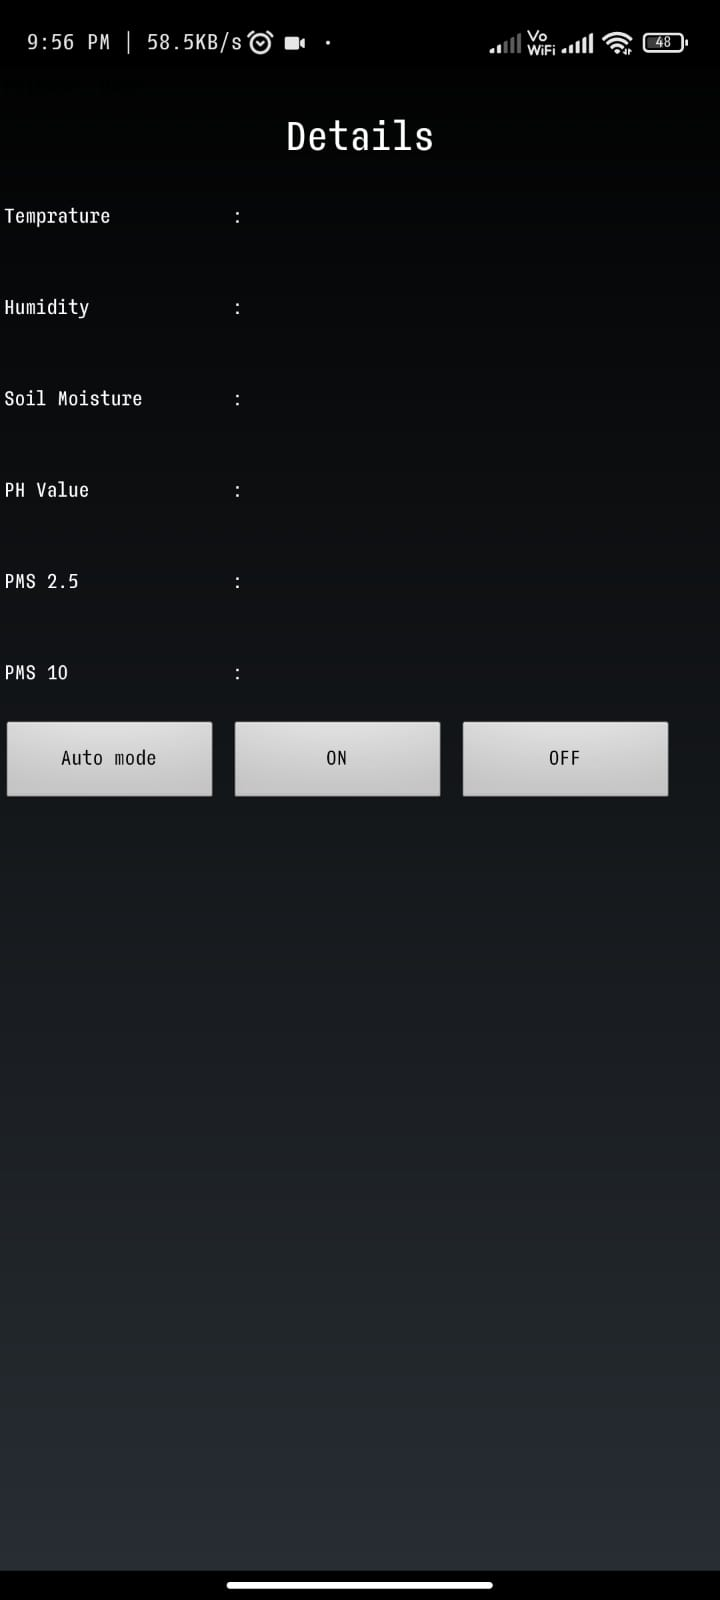 9:56 PM | 58.5KB/s Vo WiFi 48
Details
Temprature :
Humidity :
Soil Moisture :
PH Value :
PMS 2.5 :
PMS 10 :
Auto mode ON OFF